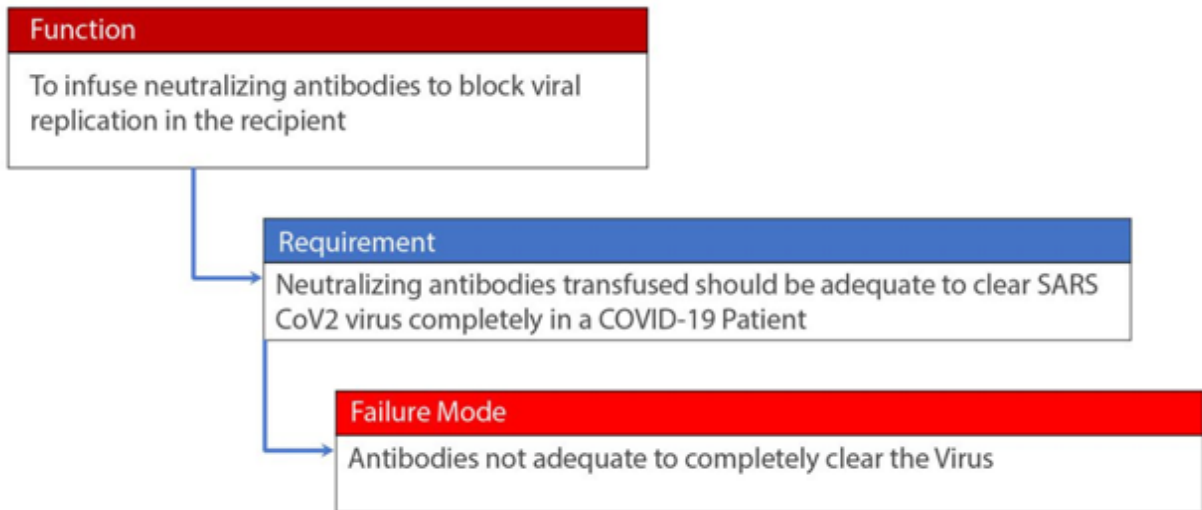 Function
To infuse neutralizing antibodies to block viral
replication in the recipient
Requirement
Neutralizing antibodies transfused should be adequate to clear SARS
CoV2 virus completely in a COVID-19 Patient
Failure Mode
Antibodies not adequate to completely clear the Virus